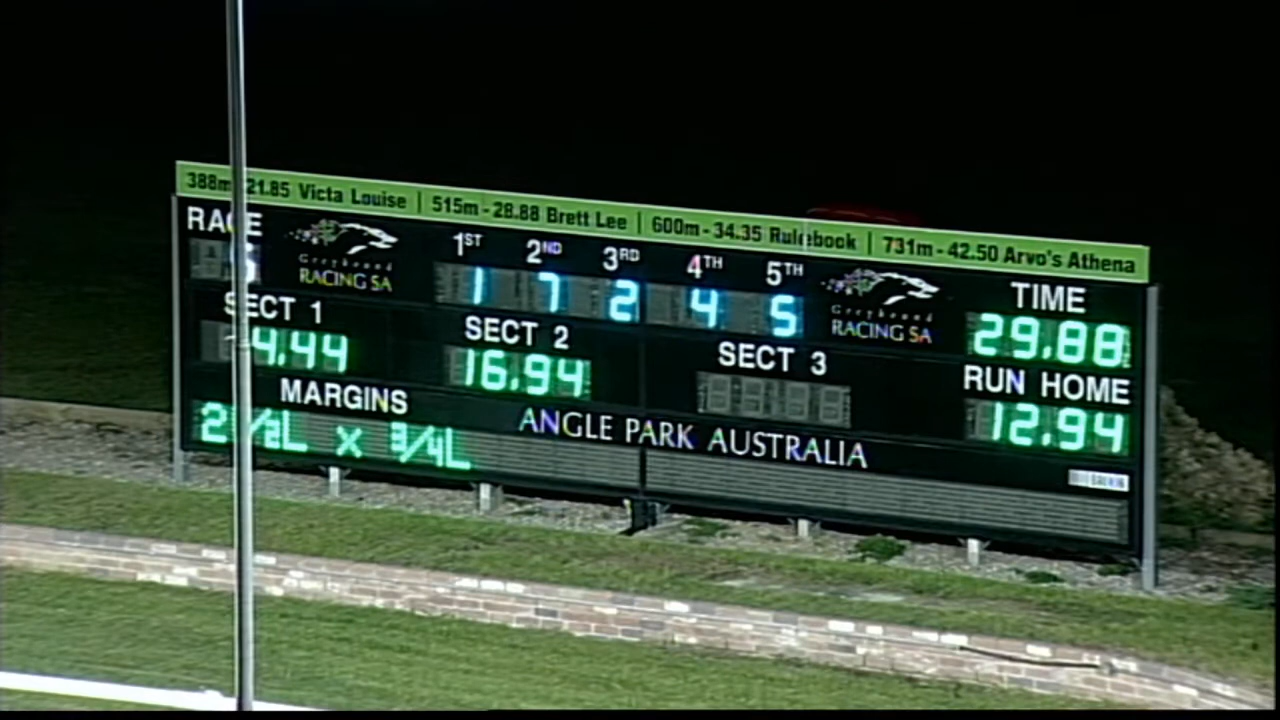 388m 21.85 Victa Louise | 515m - 28.88 Brett Lee | 600m - 34.35 Rulebook | 731m - 42.50 Arvo's Athena
RACE 1ST 2ND 3RD 4TH 5TH TIME
1 7 2 4 5 29.88
Greyhound RACING SA
Greyhound RACING SA
SECT 1 SECT 2 SECT 3 RUN HOME
4.44 16.94 12.94
MARGINS ANGLE PARK AUSTRALIA
2 1/2L x 3/4L